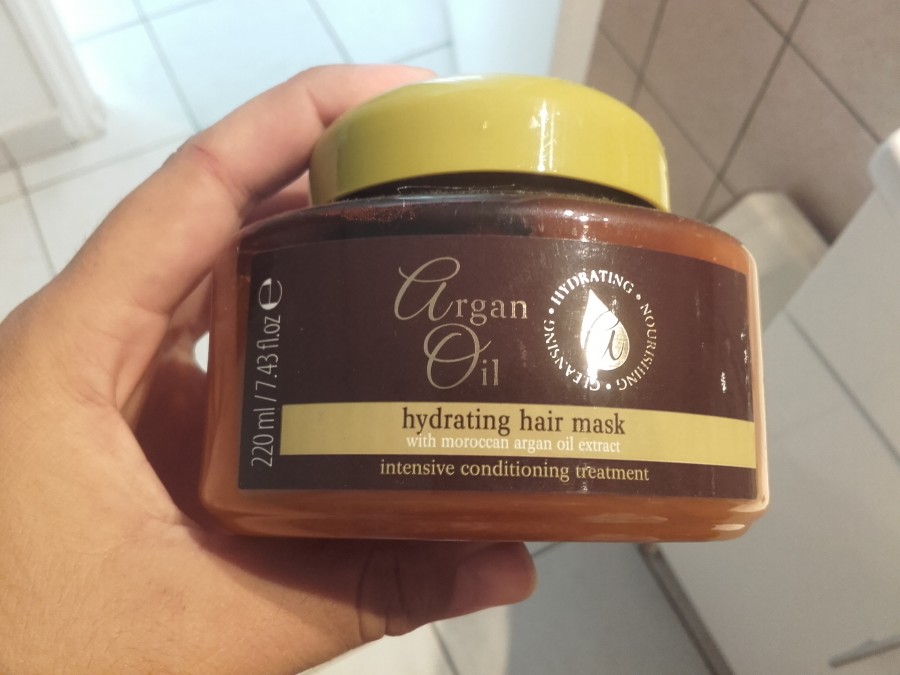 Argan
Oil
• HYDRATING • NOURISHING • CLEANSING
a
hydrating hair mask
with moroccan argan oil extract
intensive conditioning treatment
220 ml / 7.43 fl.oz ℮